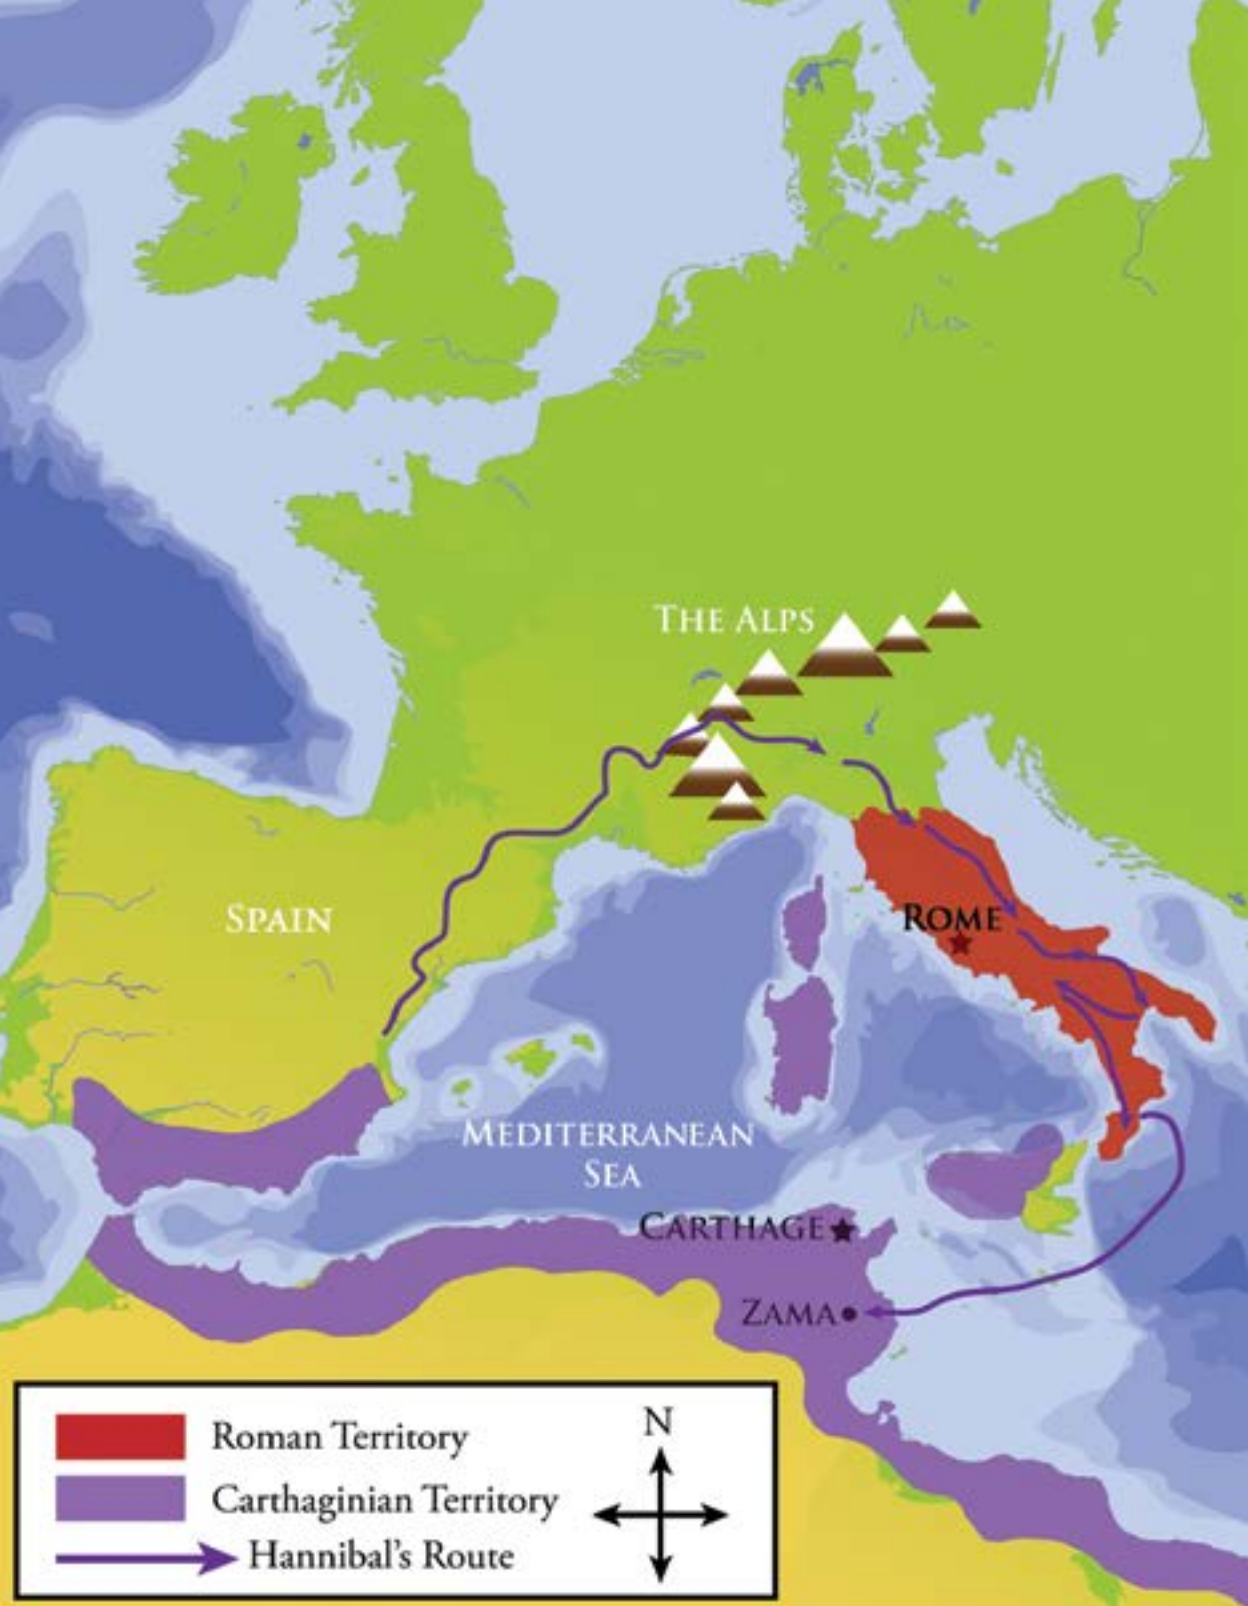 THE ALPS
SPAIN
ROME
MEDITERRANEAN
SEA
CARTHAGE
ZAMA
N
Roman Territory
Carthaginian Territory
Hannibal's Route